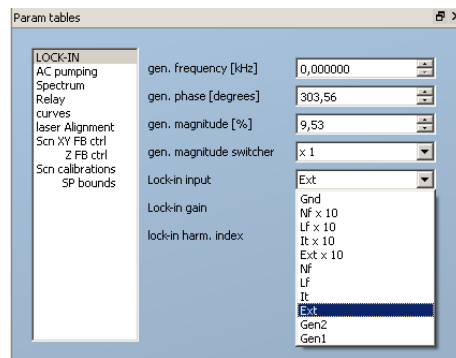 Param tables
LOCK-IN
AC pumping
Spectrum
Relay
curves
laser Alignment
Scn XY FB ctrl
Z FB ctrl
Scn calibrations
SP bounds
gen. frequency [kHz] 0,000000
gen. phase [degrees] 303,56
gen. magnitude [%] 9,53
gen. magnitude switcher x 1
Lock-in input Ext
Lock-in gain
lock-in harm. index
Gnd
Nf x 10
Lf x 10
It x 10
Ext x 10
Nf
Lf
It
Ext
Gen2
Gen1